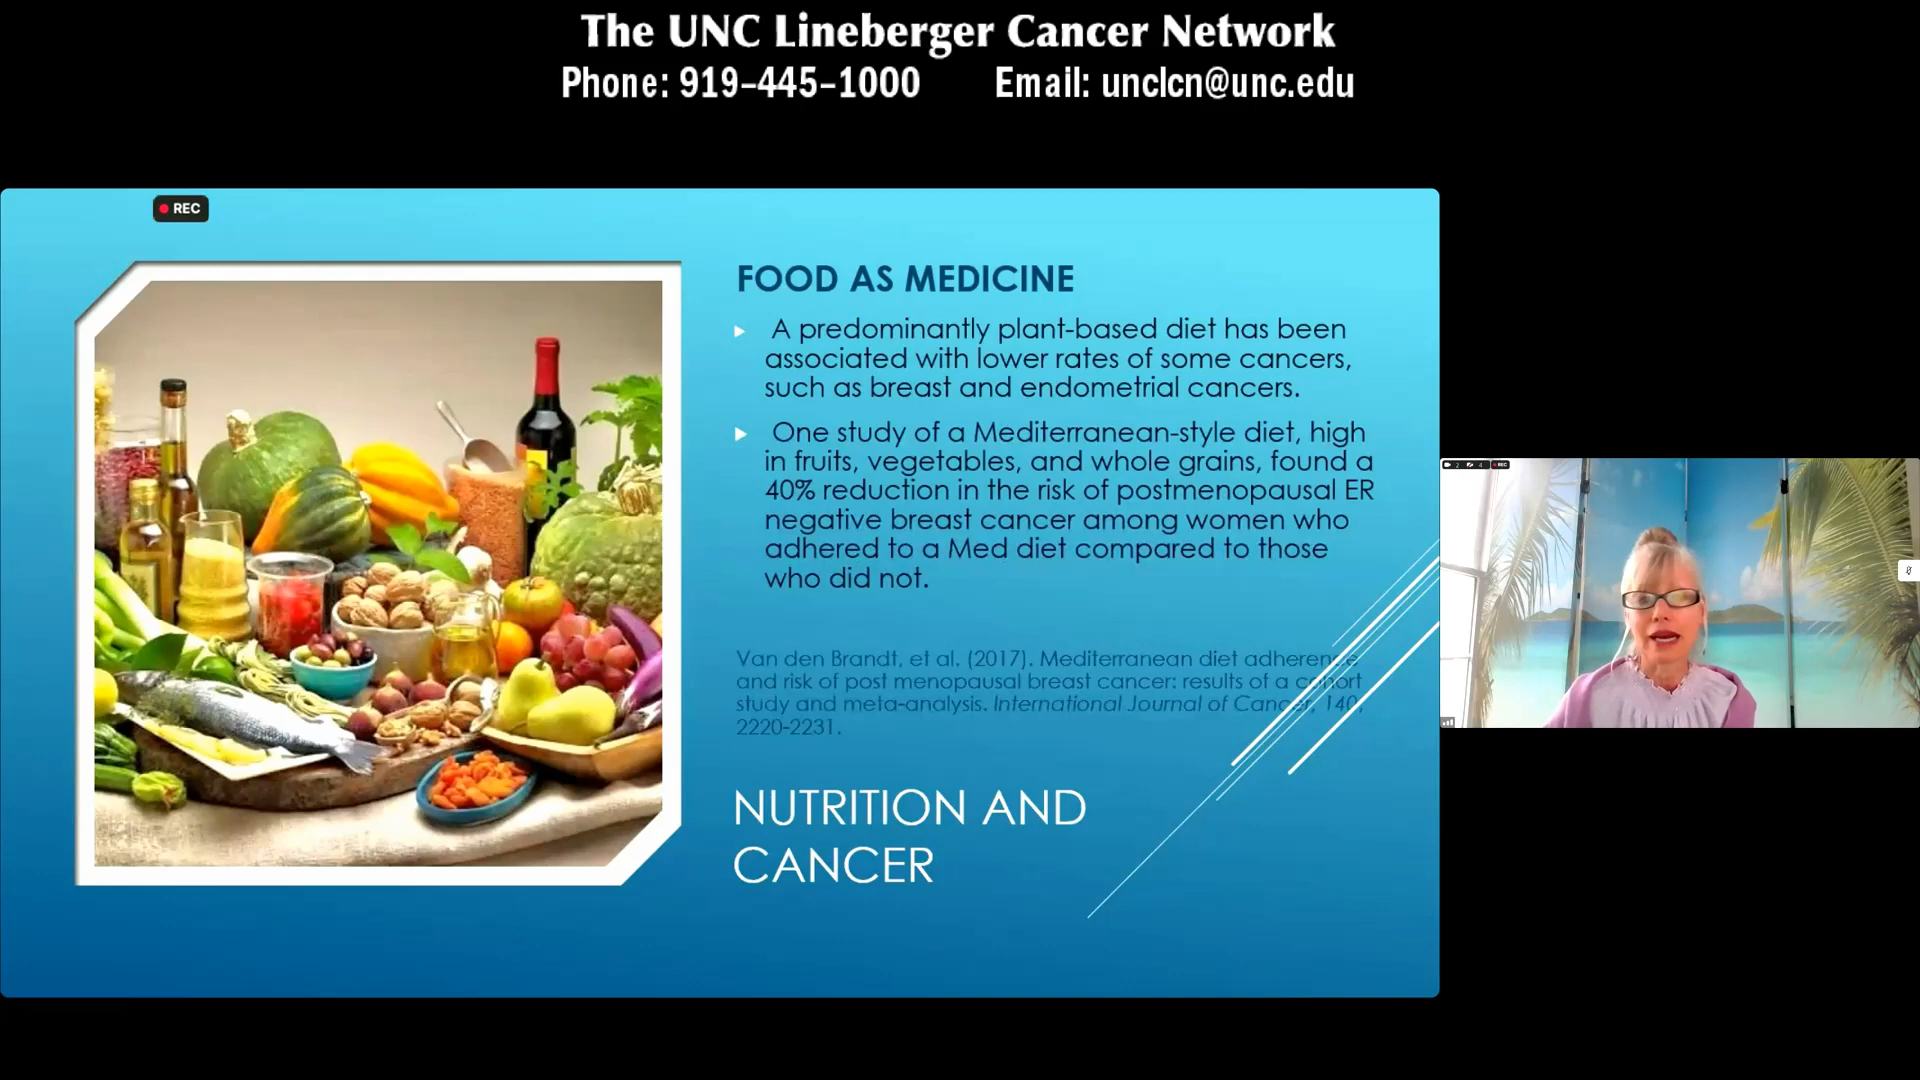 The UNC Lineberger Cancer Network
Phone: 919-445-1000 Email: unclcn@unc.edu
REC
FOOD AS MEDICINE
A predominantly plant-based diet has been
associated with lower rates of some cancers,
such as breast and endometrial cancers.
One study of a Mediterranean-style diet, high
in fruits, vegetables, and whole grains, found a
40% reduction in the risk of postmenopausal ER
negative breast cancer among women who
adhered to a Med diet compared to those
who did not.
Van den Brandt, et al. (2017). Mediterranean diet adherence
and risk of post menopausal breast cancer: results of a cohort
study and meta-analysis. International Journal of Cancer, 140,
2220-2231.
NUTRITION AND
CANCER
2 4 REC